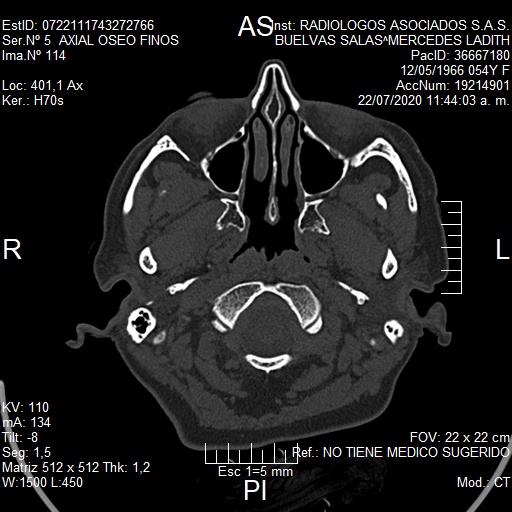 EstID: 0722111743272766
Ser.Nº 5 AXIAL OSEO FINOS
Ima.Nº 114
Loc: 401,1 Ax
Ker.: H70s
AS
Inst: RADIOLOGOS ASOCIADOS S.A.S.
BUELVAS SALAS^MERCEDES LADITH
PacID: 36667180
12/05/1966 054Y F
AccNum: 19214901
22/07/2020 11:44:03 a. m.
R
L
KV: 110
mA: 134
Tilt: -8
Seg: 1,5
Matriz 512 x 512 Thk: 1,2
W:1500 L:450
Esc 1=5 mm
PI
FOV: 22 x 22 cm
Ref.: NO TIENE MEDICO SUGERIDO
Mod.: CT